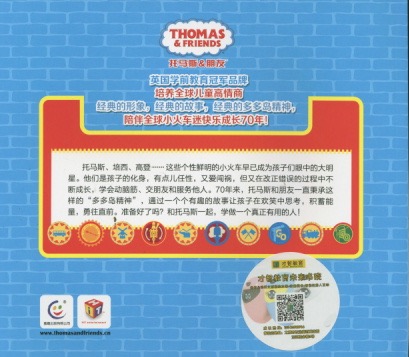 THOMAS
& FRIENDS
托马斯&朋友
英国学前教育冠军品牌
培养全球儿童高情商
经典的形象，经典的故事，经典的多多岛精神，
陪伴全球小火车迷快乐成长70年！
托马斯、培西、高登……这些个性鲜明的小火车早已成为孩子们眼中的大明
星。他们是孩子的化身，有点儿任性，又爱闯祸，但又在改正错误的过程中不
断成长、学会动脑筋、交朋友和服务他人。70年来，托马斯和朋友一直秉承这
样的“多多岛精神”，通过一个个有趣的故事让孩子在欢笑中思考，积蓄能
量，勇往直前。准备好了吗？和托马斯一起，学做一个真正有用的人！
www.thomasandfriends.cn